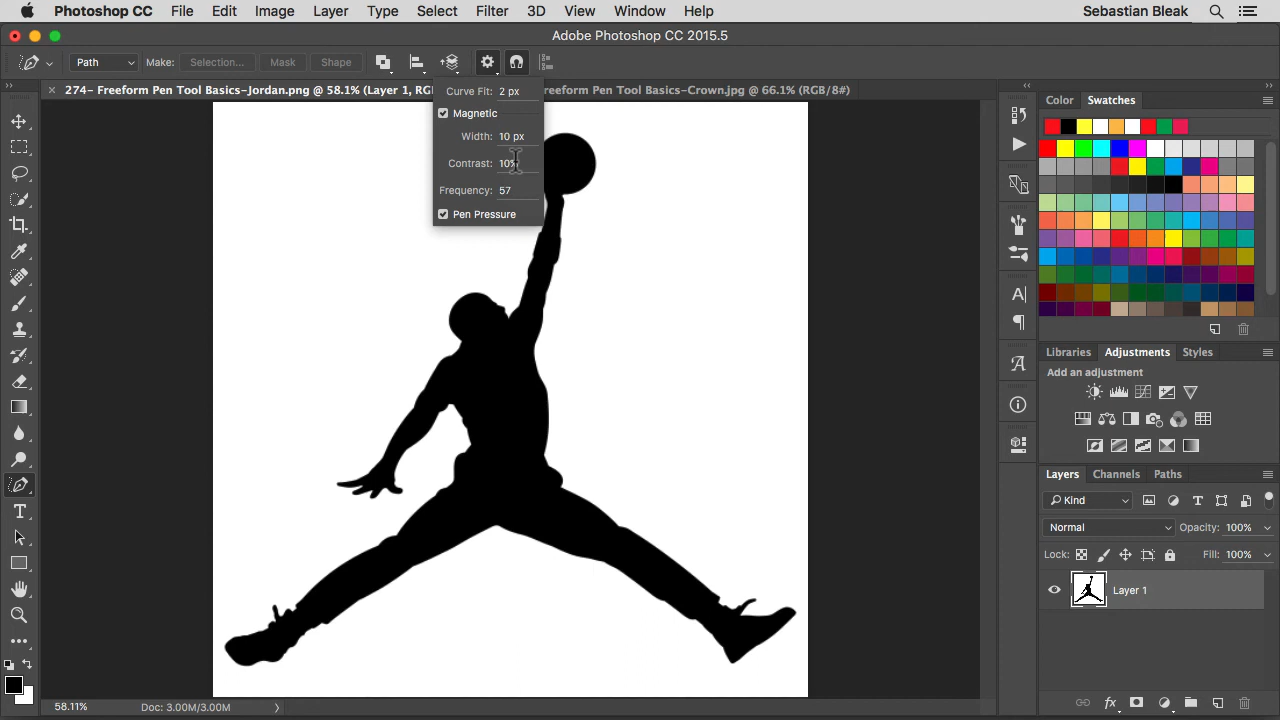 Photoshop CC File Edit Image Layer Type Select Filter 3D View Window Help Sebastian Bleak
Adobe Photoshop CC 2015.5
Path Make: Selection... Mask Shape
274- Freeform Pen Tool Basics-Jordan.png @ 58.1% (Layer 1, RG reeform Pen Tool Basics-Crown.jpg @ 66.1% (RGB/8#)
Curve Fit: 2 px
Magnetic
Width: 10 px
Contrast: 10%
Frequency: 57
Pen Pressure
Color Swatches
Libraries Adjustments Styles
Add an adjustment
Layers Channels Paths
Kind
Normal Opacity: 100%
Lock: Fill: 100%
Layer 1
58.11% Doc: 3.00M/3.00M